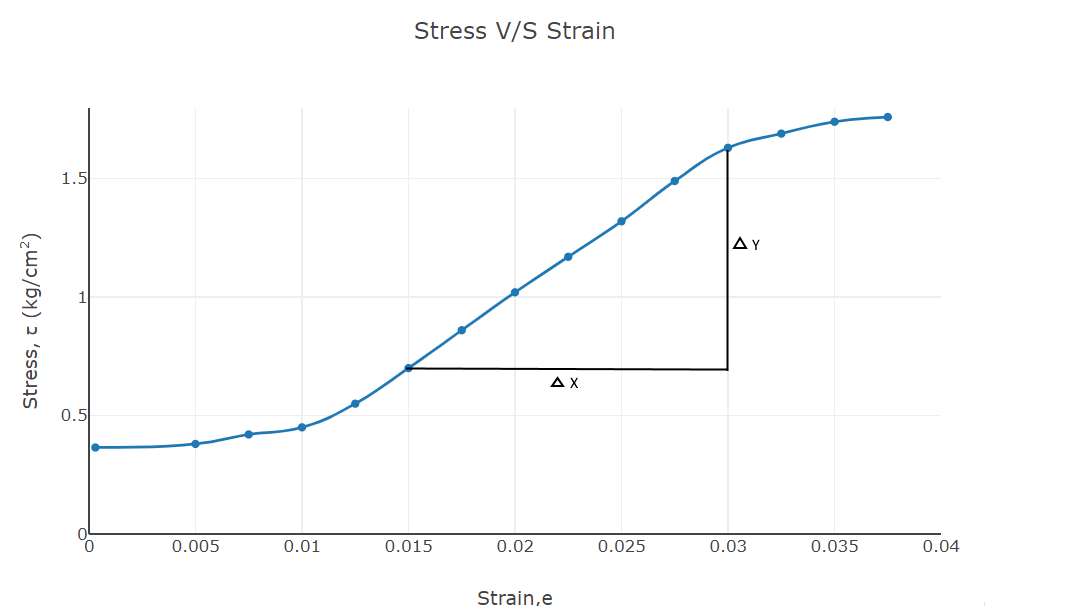 Stress V/S Strain
Stress, τ (kg/cm²)
1.5
1
0.5
0
△ Y
△ X
0 0.005 0.01 0.015 0.02 0.025 0.03 0.035 0.04
Strain,e